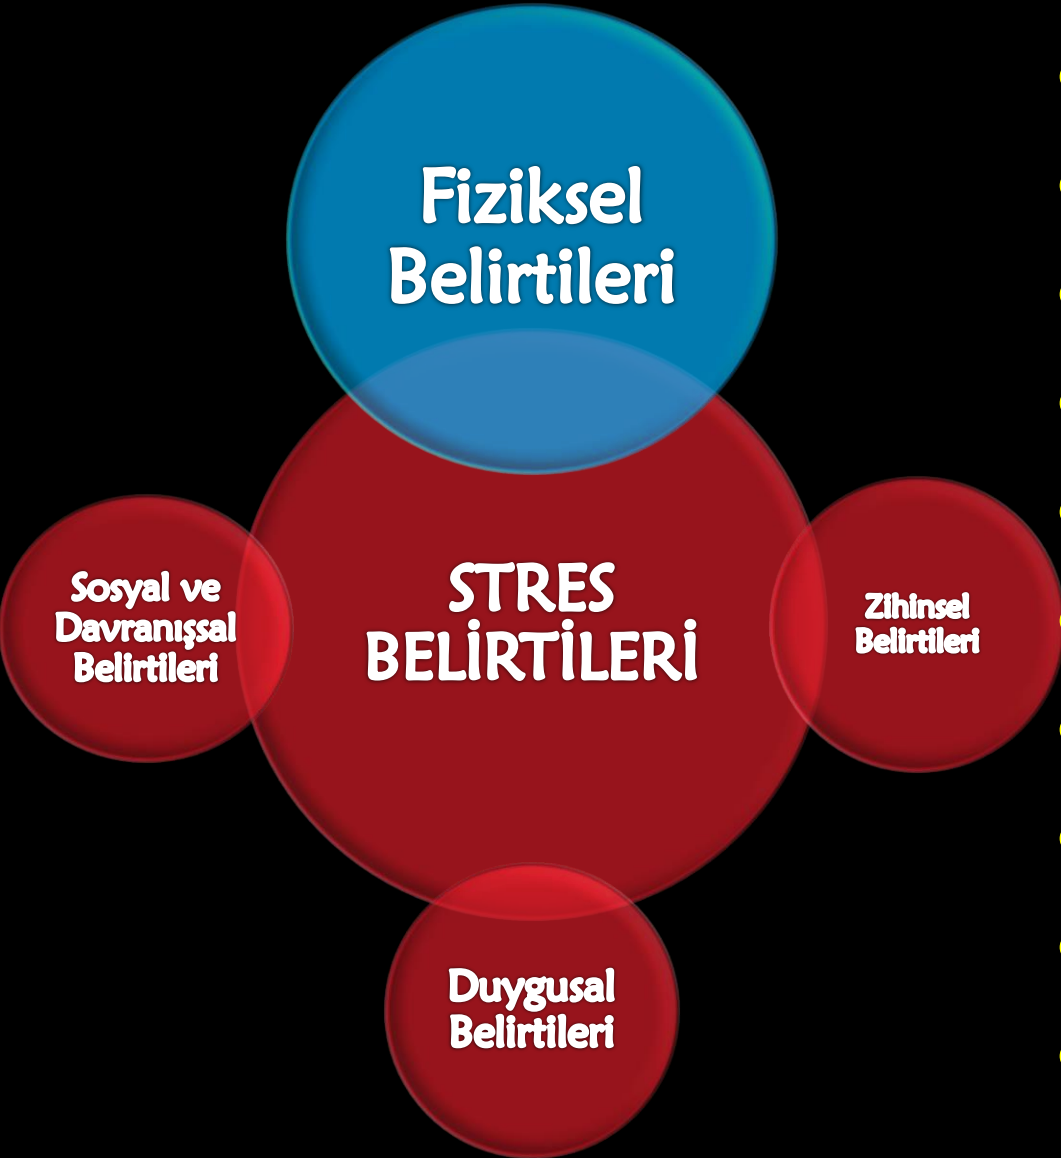 Fiziksel
Belirtileri
STRES
BELİRTİLERİ
Sosyal ve
Davranışsal
Belirtileri
Zihinsel
Belirtileri
Duygusal
Belirtileri